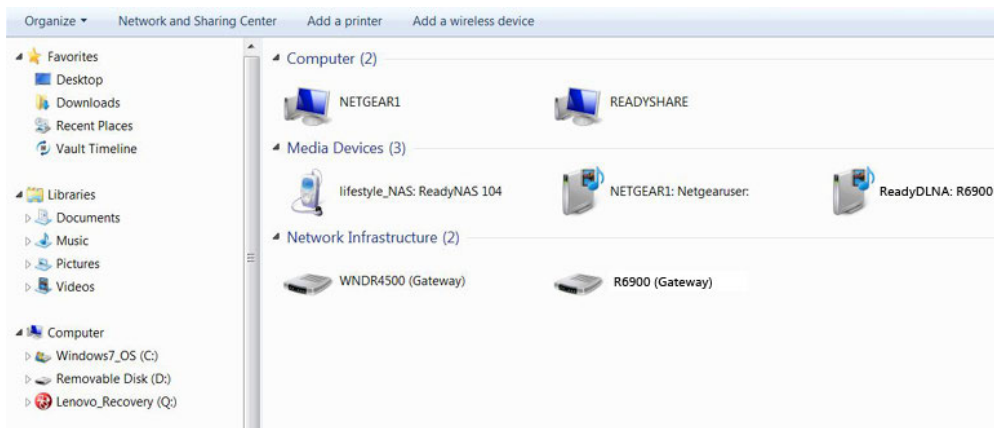 Organize Network and Sharing Center Add a printer Add a wireless device
Favorites
Desktop
Downloads
Recent Places
Vault Timeline
Libraries
Documents
Music
Pictures
Videos
Computer
Windows7_OS (C:)
Removable Disk (D:)
Lenovo_Recovery (Q:)
Computer (2)
NETGEAR1 READYSHARE
Media Devices (3)
lifestyle_NAS: ReadyNAS 104 NETGEAR1: Netgearuser: ReadyDLNA: R6900
Network Infrastructure (2)
WNDR4500 (Gateway) R6900 (Gateway)